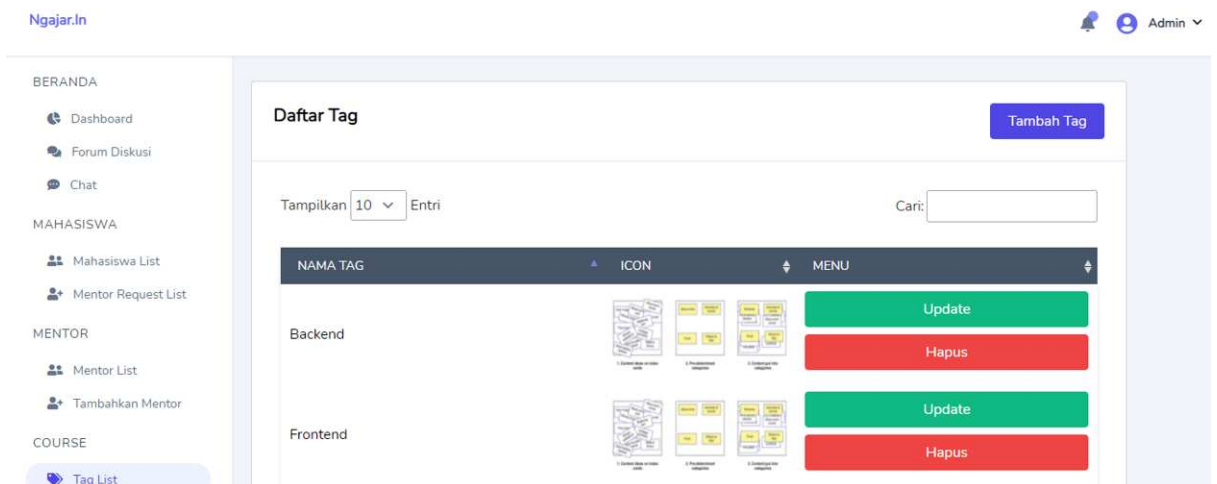 Ngajar.In
Admin
BERANDA
Dashboard
Forum Diskusi
Chat
MAHASISWA
Mahasiswa List
Mentor Request List
MENTOR
Mentor List
Tambahkan Mentor
COURSE
Tag List
Daftar Tag
Tambah Tag
Tampilkan 10 Entri
Cari:
NAMA TAG ICON MENU
Backend
Update
Hapus
Frontend
Update
Hapus